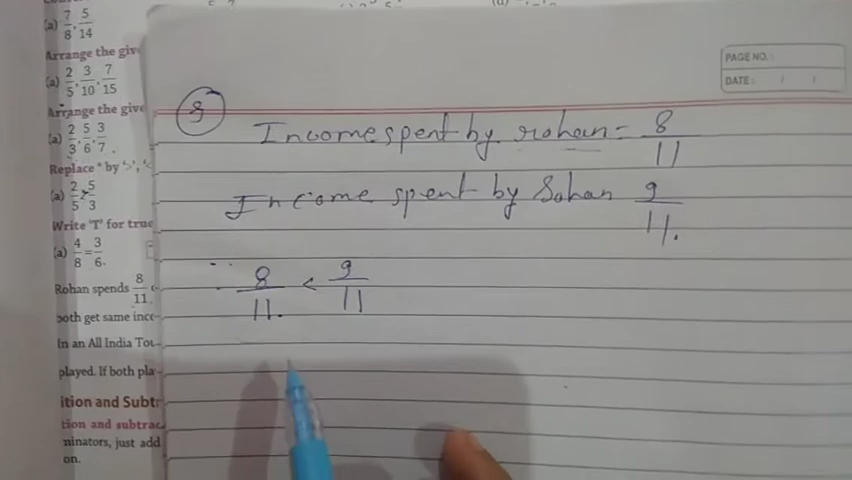 (a) 7/8, 5/14
Arrange the give
(a) 2/5, 3/10, 7/15
Arrange the give
(a) 2/3, 5/6, 3/7 .
Replace * by '>', '<
(a) 2/5 > 5/3
Write 'T' for true
(a) 4/8 = 3/6.
Rohan spends 8/11
both get same inco
In an All India Tou
played. If both pla
ition and Subtr
tion and subtrac
ninators, just add
on.
PAGE NO.:
DATE: / /
9
Income spent by rohan = 8/11
Income spent by Sohan 9/11.
8/11. < 9/11